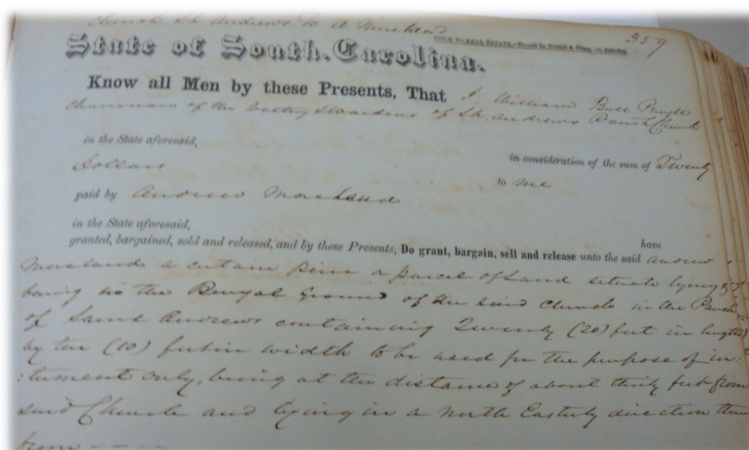 Church St. Andrews to A Moreland
359
TITLE TO REAL ESTATE.
State of South-Carolina.
Know all Men by these Presents, That I, William Bull Pringle
Chairman of the Vestry & Wardens of St. Andrews Parish Church
in the State aforesaid,
in consideration of the sum of Twenty
Dollars
to me
paid by Andrew Moreland
in the State aforesaid,
have
granted, bargained, sold and released, and by these Presents, Do grant, bargain, sell and release unto the said Andrew
Moreland a certain piece a parcel of Land situate lying &
being in the Ground of the said Church in the Parish
of Saint Andrews containing Twenty (20) feet in length
by ten (10) feet in width to be used for the purpose of in-
:terment only, being at the distance of about thirty feet from
said Church and lying in a North Easterly direction there
from - - - -